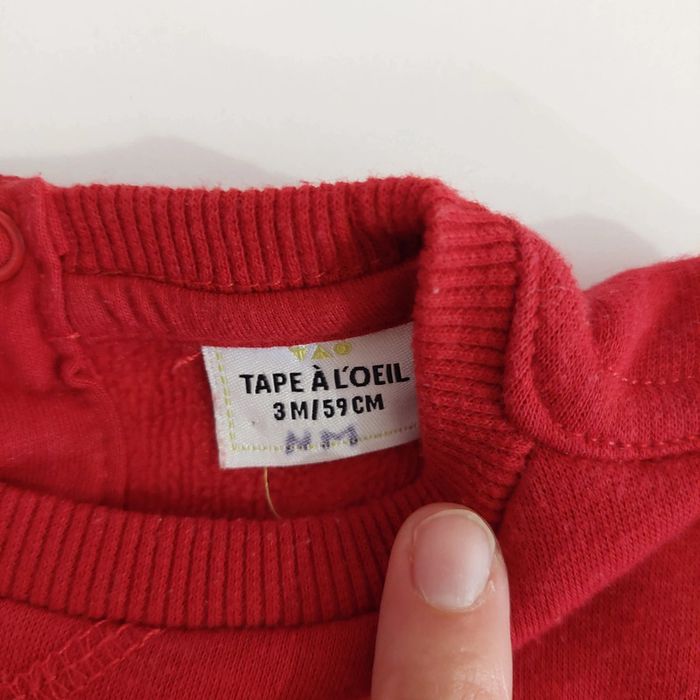 TAO
TAPE À L'OEIL
3M/59CM
NM